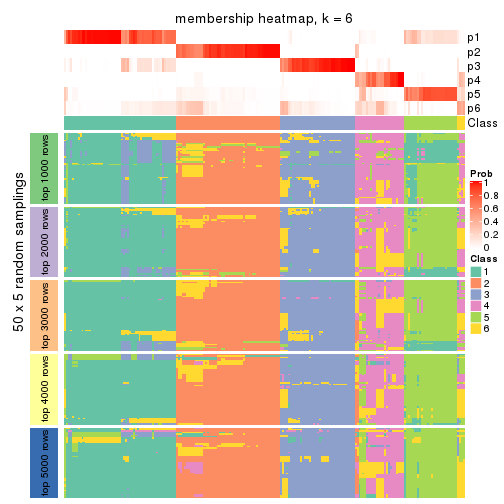 membership heatmap, k = 6
p1
p2
p3
p4
p5
p6
Class
50 x 5 random samplings
top 1000 rows
top 2000 rows
top 3000 rows
top 4000 rows
top 5000 rows
Prob
1
0.8
0.6
0.4
0.2
0
Class
1
2
3
4
5
6